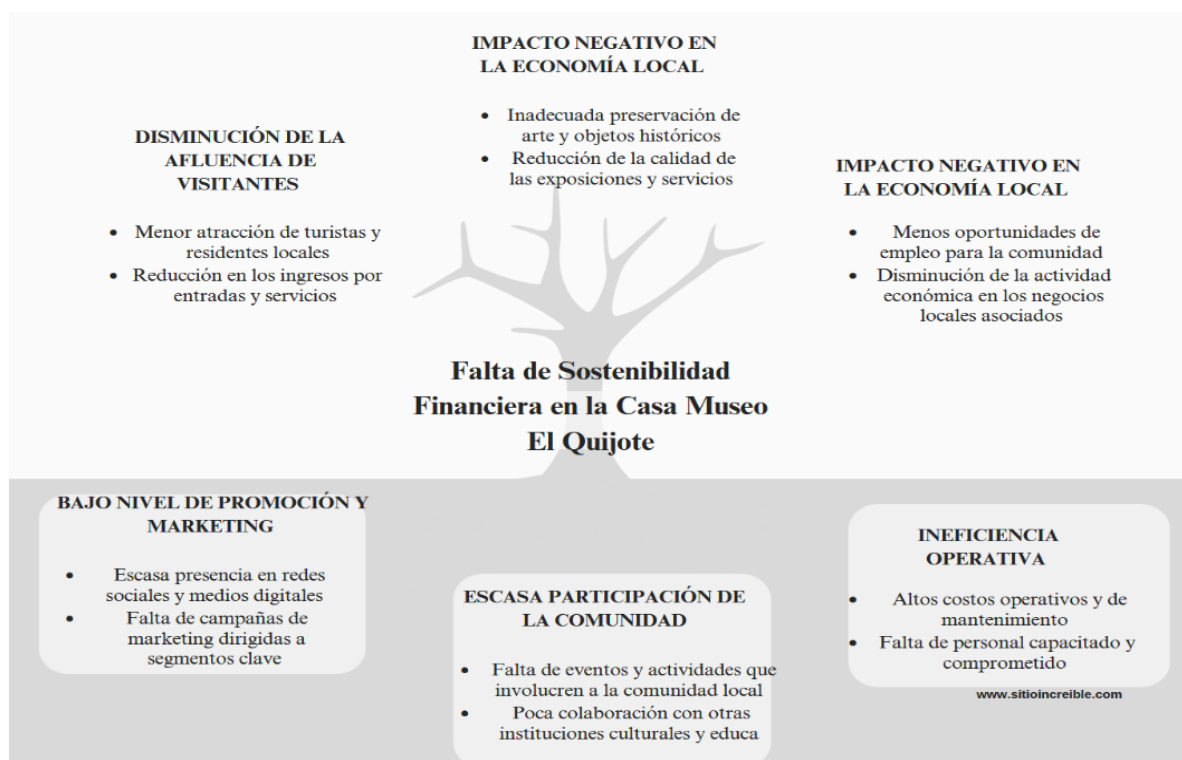 IMPACTO NEGATIVO EN
LA ECONOMÍA LOCAL
• Inadecuada preservación de
arte y objetos históricos
• Reducción de la calidad de
las exposiciones y servicios
DISMINUCIÓN DE LA
AFLUENCIA DE
VISITANTES
• Menor atracción de turistas y
residentes locales
• Reducción en los ingresos por
entradas y servicios
IMPACTO NEGATIVO EN
LA ECONOMÍA LOCAL
• Menos oportunidades de
empleo para la comunidad
• Disminución de la actividad
económica en los negocios
locales asociados
Falta de Sostenibilidad
Financiera en la Casa Museo
El Quijote
BAJO NIVEL DE PROMOCIÓN Y
MARKETING
• Escasa presencia en redes
sociales y medios digitales
• Falta de campañas de
marketing dirigidas a
segmentos clave
ESCASA PARTICIPACIÓN DE
LA COMUNIDAD
• Falta de eventos y actividades que
involucren a la comunidad local
• Poca colaboración con otras
instituciones culturales y educa
INEFICIENCIA
OPERATIVA
• Altos costos operativos y de
mantenimiento
• Falta de personal capacitado y
comprometido
www.sitioincreible.com